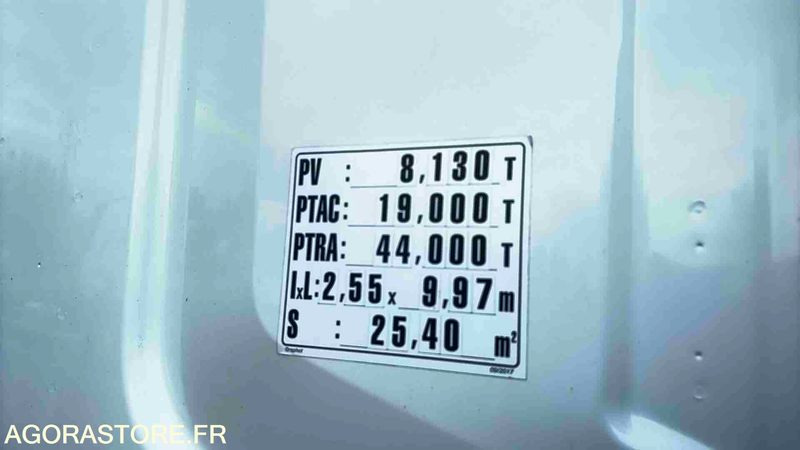 PV : 8,130 T
PTAC: 19,000 T
PTRA: 44,000 T
lxL: 2,55 x 9,97 m
S : 25,40 m²
AGORASTORE.FR